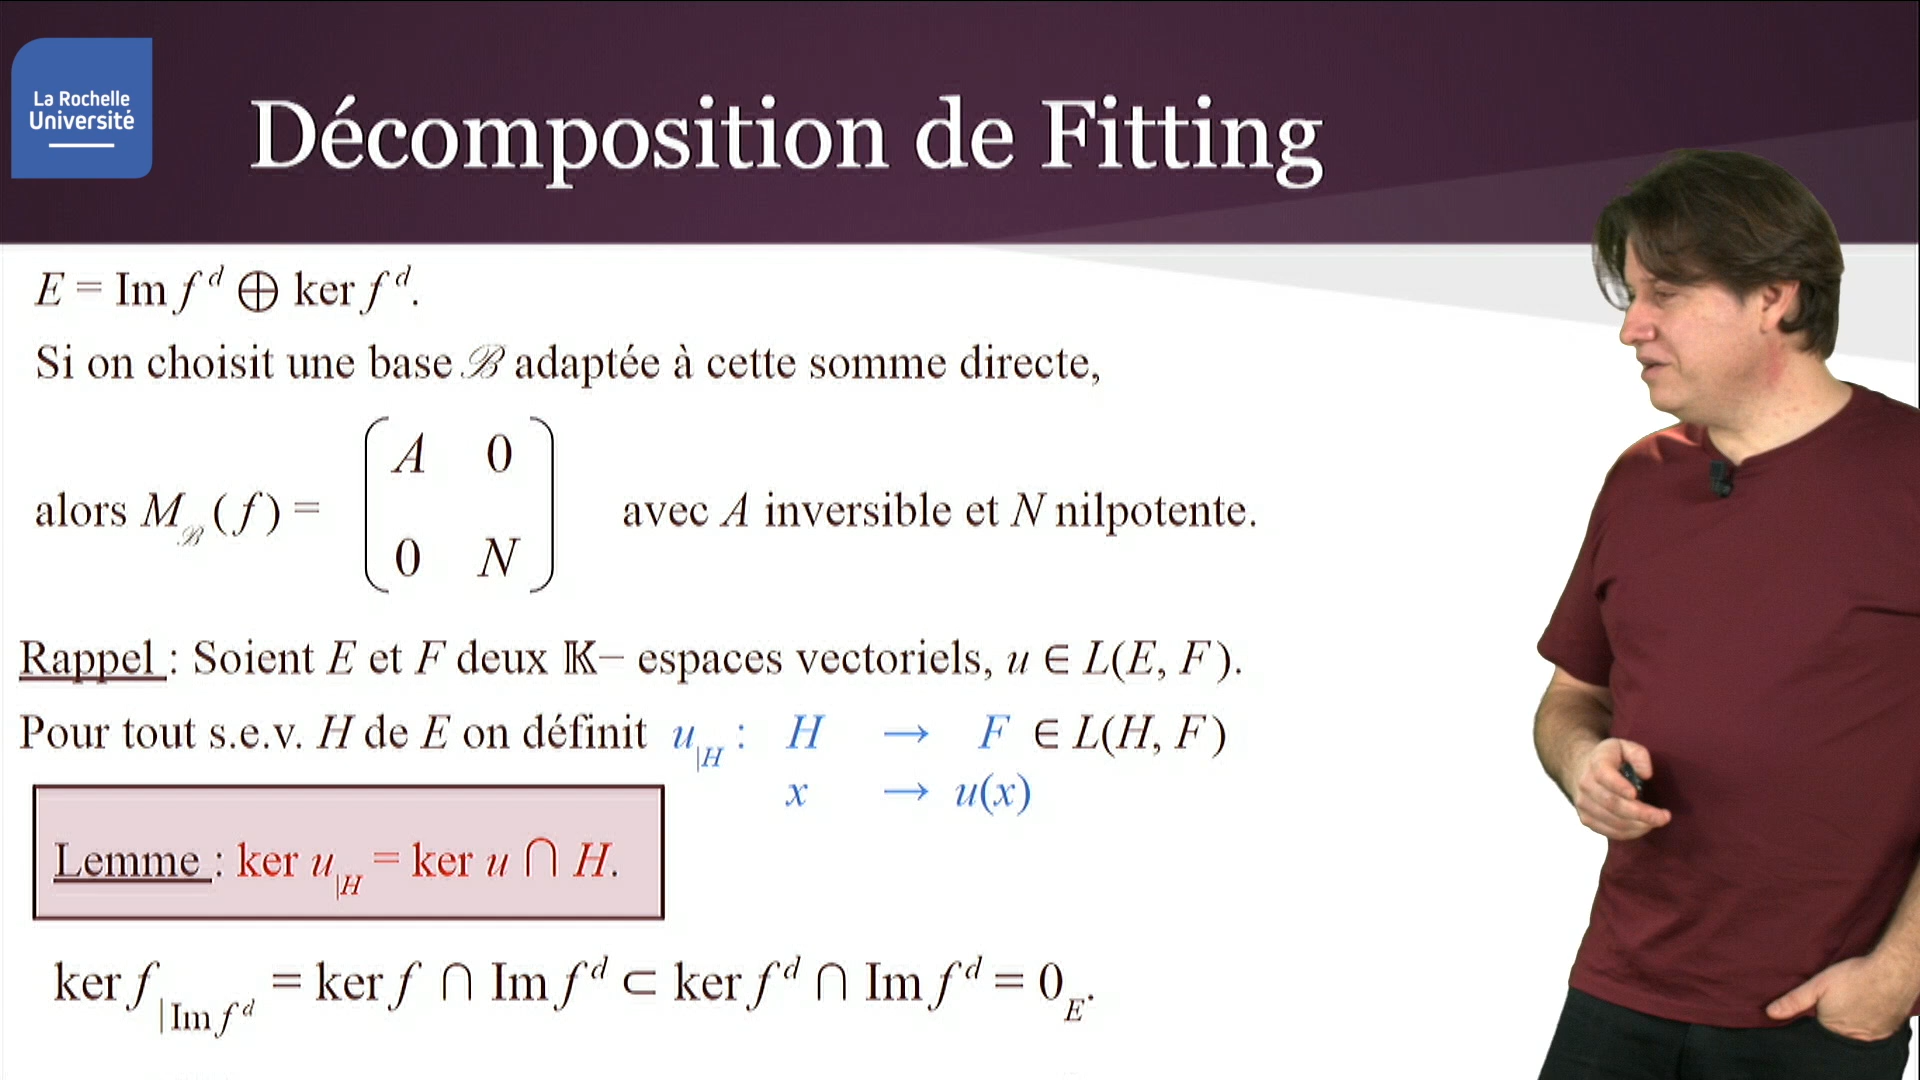 La Rochelle
Université
Décomposition de Fitting
E = Im f^d ⊕ ker f^d.
Si on choisit une base ℬ adaptée à cette somme directe,
A 0
alors M_ℬ (f) = avec A inversible et N nilpotente.
0 N
Rappel : Soient E et F deux 𝕂– espaces vectoriels, u ∈ L(E, F).
Pour tout s.e.v. H de E on définit u_|H : H → F ∈ L(H, F)
x → u(x)
Lemme : ker u_|H = ker u ∩ H.
ker f_|Im f^d = ker f ∩ Im f^d ⊂ ker f^d ∩ Im f^d = 0_E.